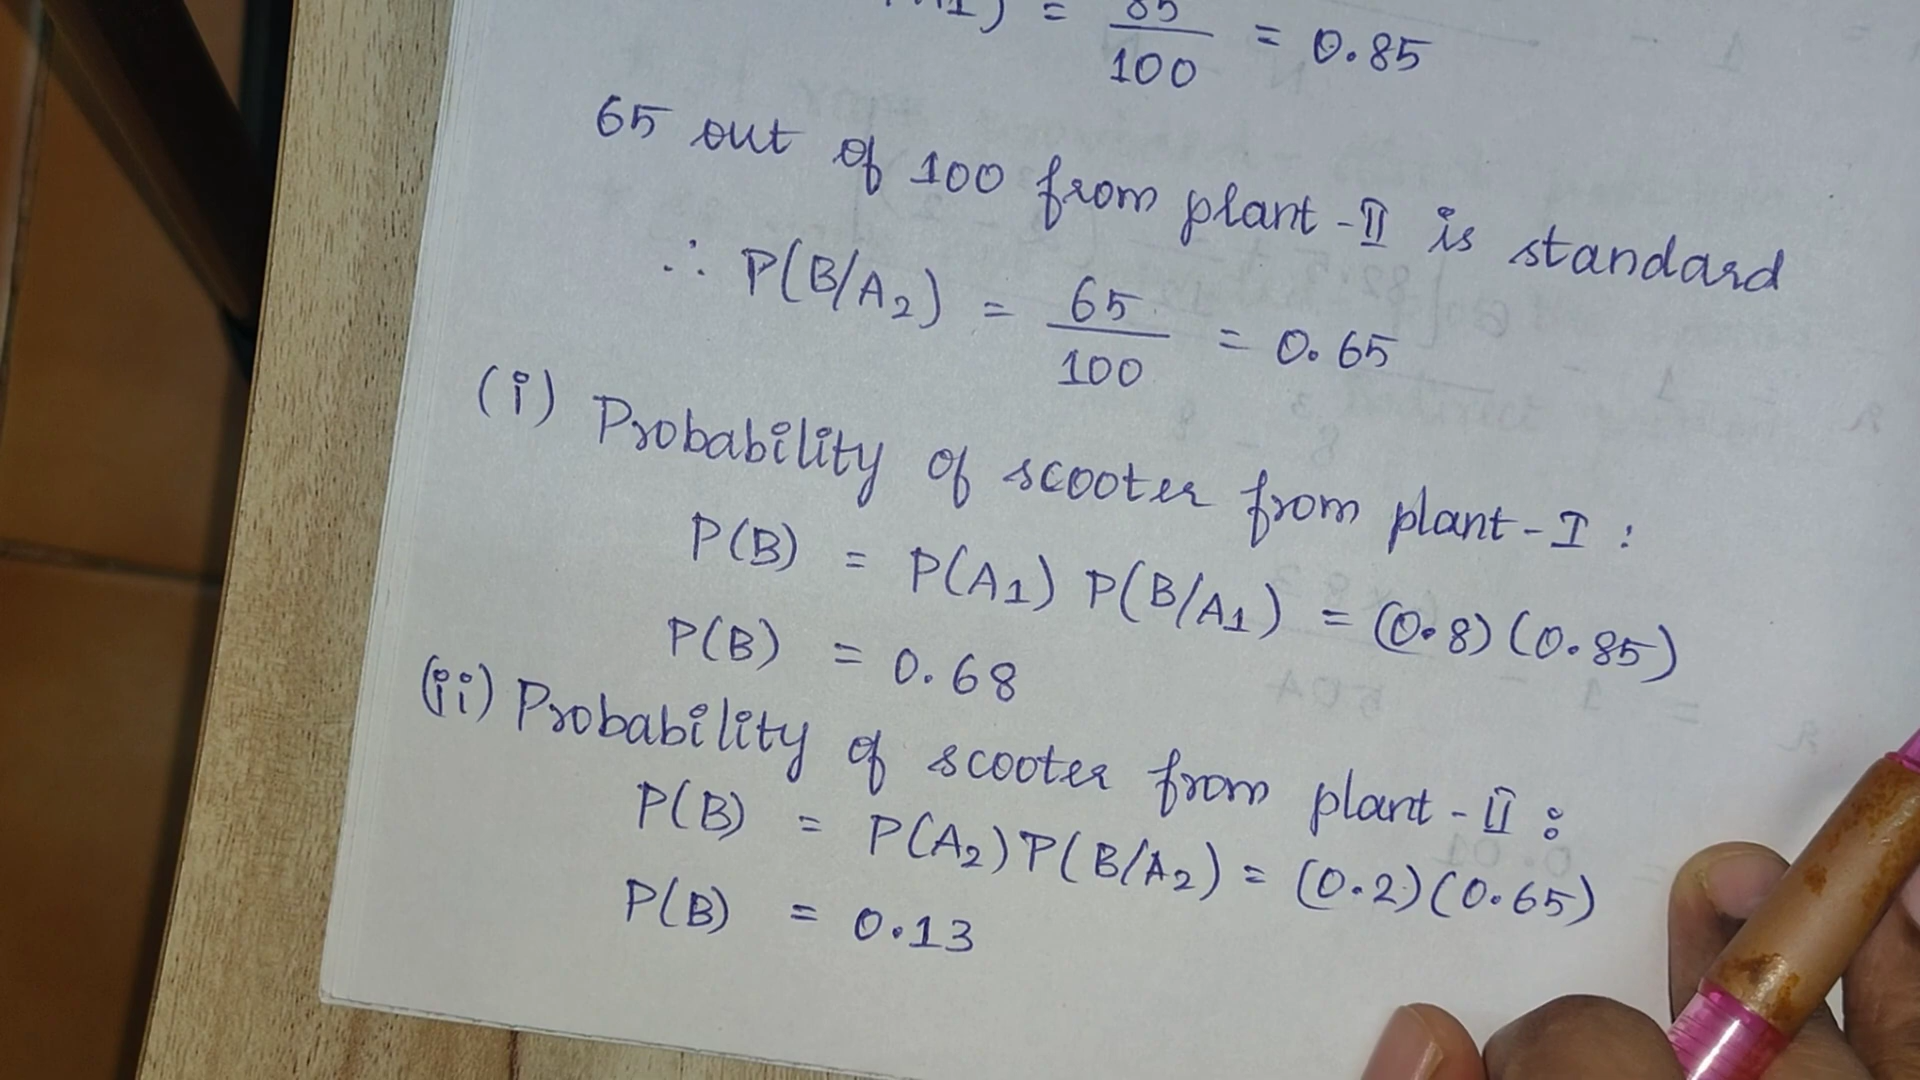 = 85/100 = 0.85
65 out of 100 from plant-II is standard
∴ P(B/A₂) = 65/100 = 0.65
(i) Probability of scooter from plant-I :
P(B) = P(A₁) P(B/A₁) = (0.8)(0.85)
P(B) = 0.68
(ii) Probability of scooter from plant-II :
P(B) = P(A₂)P(B/A₂) = (0.2)(0.65)
P(B) = 0.13